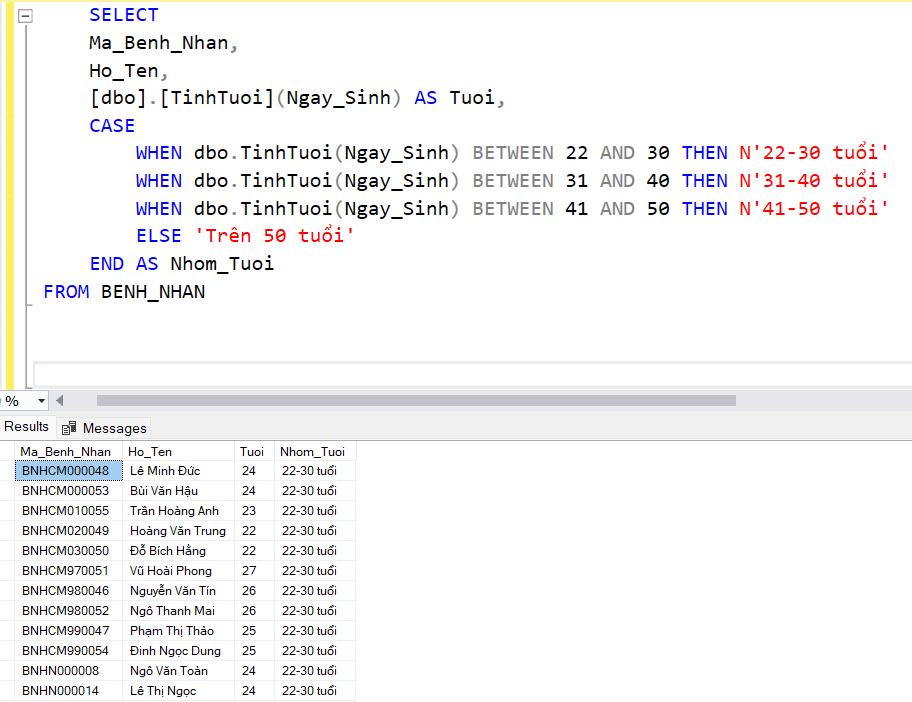 SELECT
Ma_Benh_Nhan,
Ho_Ten,
[dbo].[TinhTuoi](Ngay_Sinh) AS Tuoi,
CASE
WHEN dbo.TinhTuoi(Ngay_Sinh) BETWEEN 22 AND 30 THEN N'22-30 tuổi'
WHEN dbo.TinhTuoi(Ngay_Sinh) BETWEEN 31 AND 40 THEN N'31-40 tuổi'
WHEN dbo.TinhTuoi(Ngay_Sinh) BETWEEN 41 AND 50 THEN N'41-50 tuổi'
ELSE 'Trên 50 tuổi'
END AS Nhom_Tuoi
FROM BENH_NHAN
%
Results Messages
Ma_Benh_Nhan Ho_Ten Tuoi Nhom_Tuoi
BNHCM000048 Lê Minh Đức 24 22-30 tuổi
BNHCM000053 Bùi Văn Hậu 24 22-30 tuổi
BNHCM010055 Trần Hoàng Anh 23 22-30 tuổi
BNHCM020049 Hoàng Văn Trung 22 22-30 tuổi
BNHCM030050 Đỗ Bích Hằng 22 22-30 tuổi
BNHCM970051 Vũ Hoài Phong 27 22-30 tuổi
BNHCM980046 Nguyễn Văn Tín 26 22-30 tuổi
BNHCM980052 Ngô Thanh Mai 26 22-30 tuổi
BNHCM990047 Phạm Thị Thảo 25 22-30 tuổi
BNHCM990054 Đinh Ngọc Dung 25 22-30 tuổi
BNHN000008 Ngô Văn Toàn 24 22-30 tuổi
BNHN000014 Lê Thị Ngọc 24 22-30 tuổi